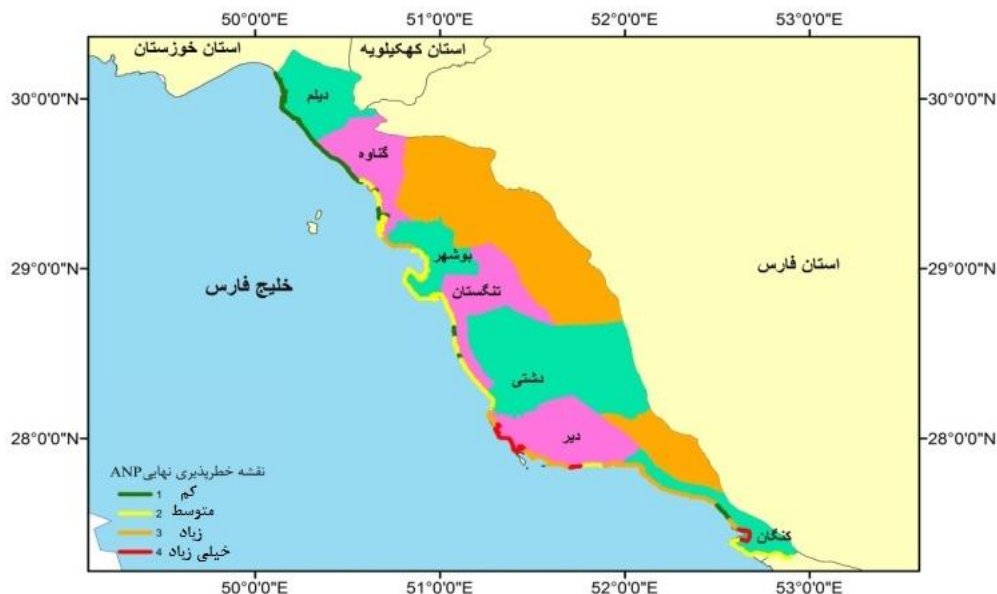 50°0'0"E 51°0'0"E 52°0'0"E 53°0'0"E
استان خوزستان
استان کهکیلویه
30°0'0"N 30°0'0"N
دیلم
گناوه
بوشهر
29°0'0"N 29°0'0"N
استان فارس
خلیج فارس
تنگستان
دشتی
دیر
28°0'0"N 28°0'0"N
نقشه خطرپذیری نهایی ANP
1 کم
2 متوسط
3 زیاد
4 خیلی زیاد
کنگان
50°0'0"E 51°0'0"E 52°0'0"E 53°0'0"E